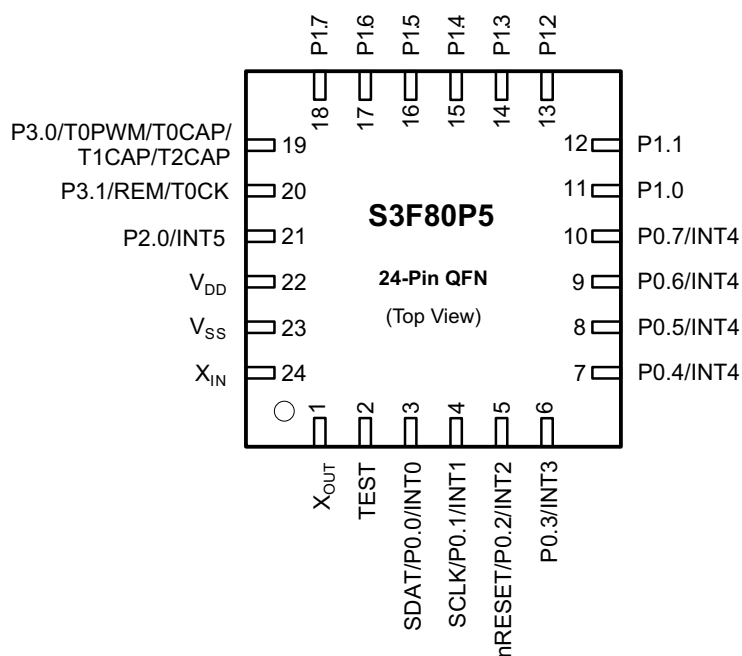 P1.7
P1.6
P1.5
P1.4
P1.3
P1.2
18
17
16
15
14
13
P3.0/T0PWM/T0CAP/
T1CAP/T2CAP
19
P3.1/REM/T0CK
20
P2.0/INT5
21
VDD
22
VSS
23
XIN
24
S3F80P5
24-Pin QFN
(Top View)
12
P1.1
11
P1.0
10
P0.7/INT4
9
P0.6/INT4
8
P0.5/INT4
7
P0.4/INT4
1
2
3
4
5
6
XOUT
TEST
SDAT/P0.0/INT0
SCLK/P0.1/INT1
nRESET/P0.2/INT2
P0.3/INT3